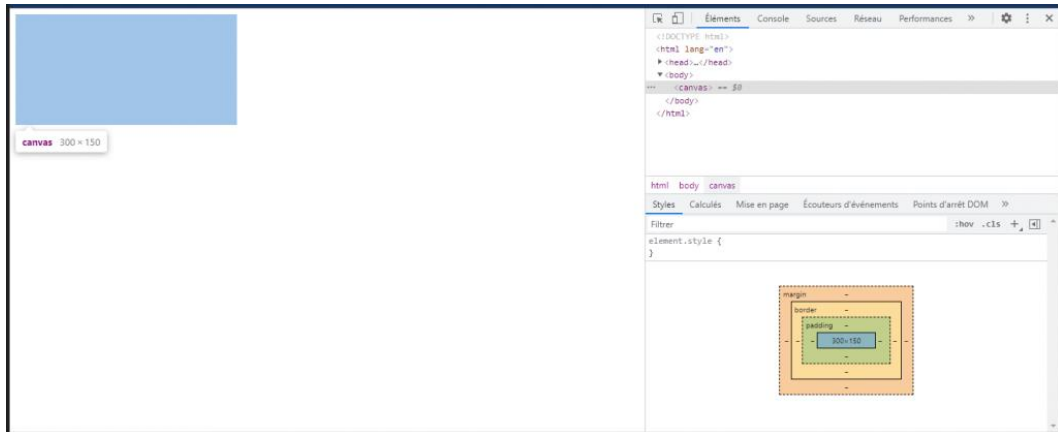 Éléments Console Sources Réseau Performances »
<!DOCTYPE html>
<html lang="en">
<head>…</head>
<body>
<canvas> == $0
</body>
</html>
canvas 300 × 150
html body canvas
Styles Calculés Mise en page Écouteurs d'événements Points d'arrêt DOM »
Filtrer :hov .cls +
element.style {
}
margin -
border -
padding -
- - - 300×150 - - -
-
-
-